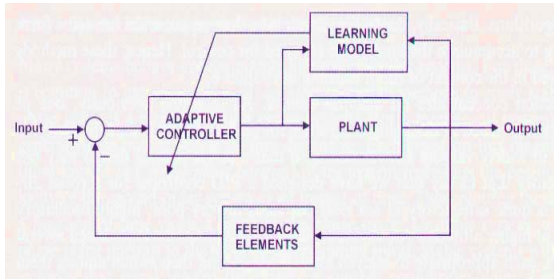 LEARNING
MODEL
Input
+
−
ADAPTIVE
CONTROLLER
PLANT
Output
FEEDBACK
ELEMENTS